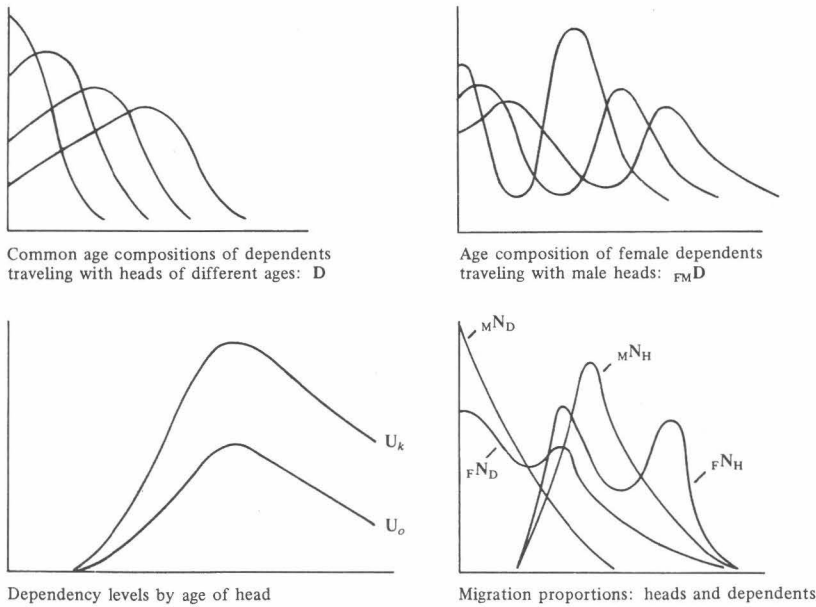 Common age compositions of dependents
traveling with heads of different ages: D
Age composition of female dependents
traveling with male heads: FMD
Uk
Uo
Dependency levels by age of head
MND
MNH
FND
FNH
Migration proportions: heads and dependents